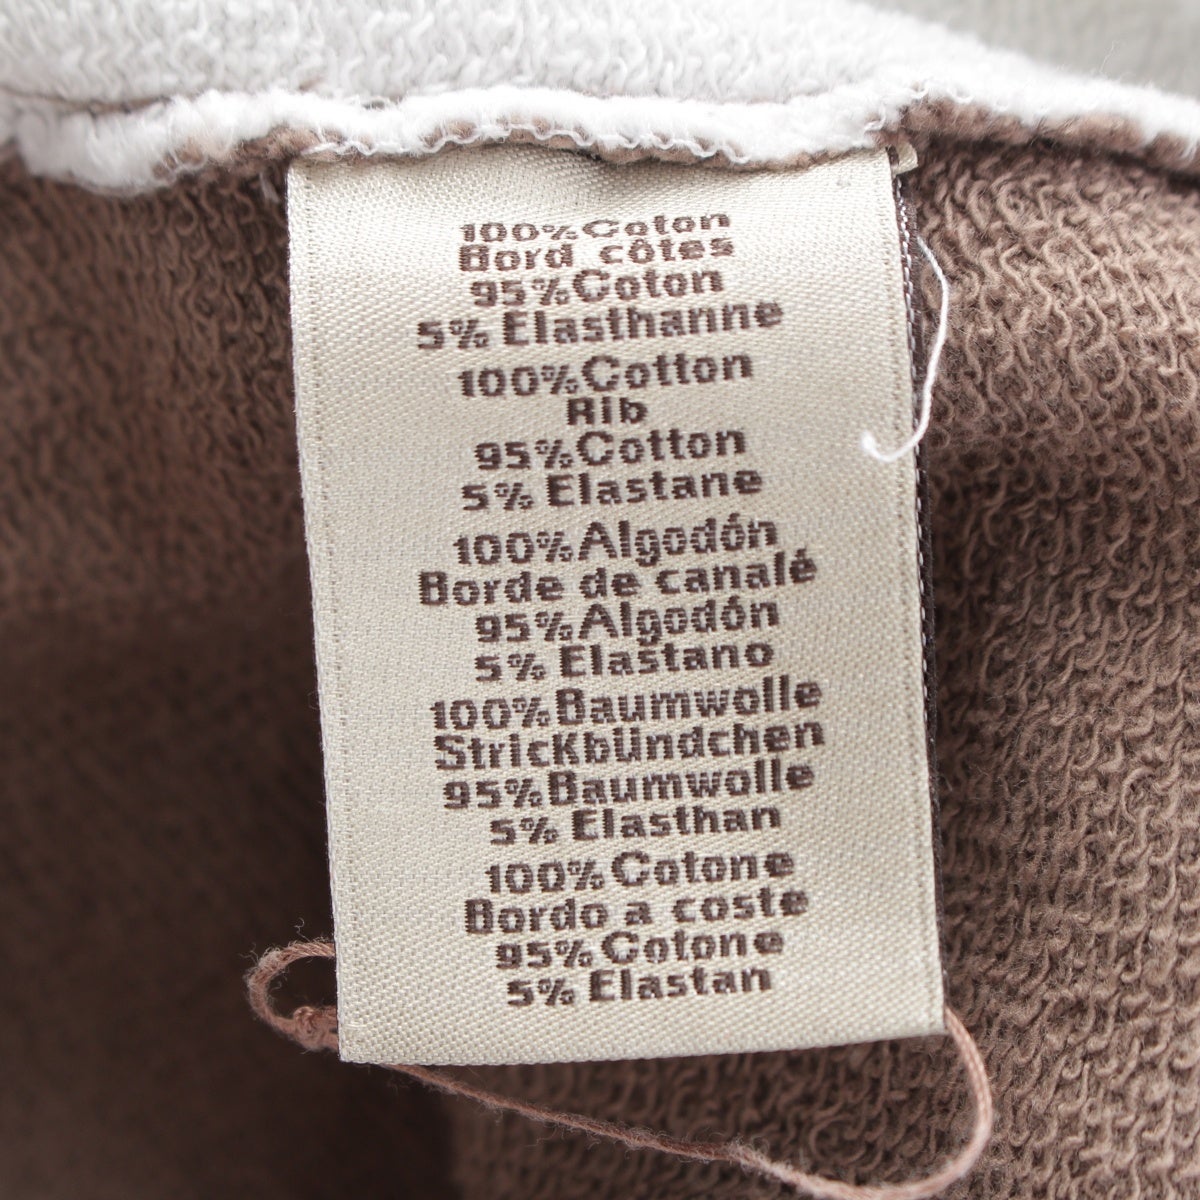 100% Coton
Bord côtes
95% Coton
5% Elasthanne
100% Cotton
Rib
95% Cotton
5% Elastane
100% Algodón
Borde de canalé
95% Algodón
5% Elastano
100% Baumwolle
Strickbündchen
95% Baumwolle
5% Elasthan
100% Cotone
Bordo a coste
95% Cotone
5% Elastan